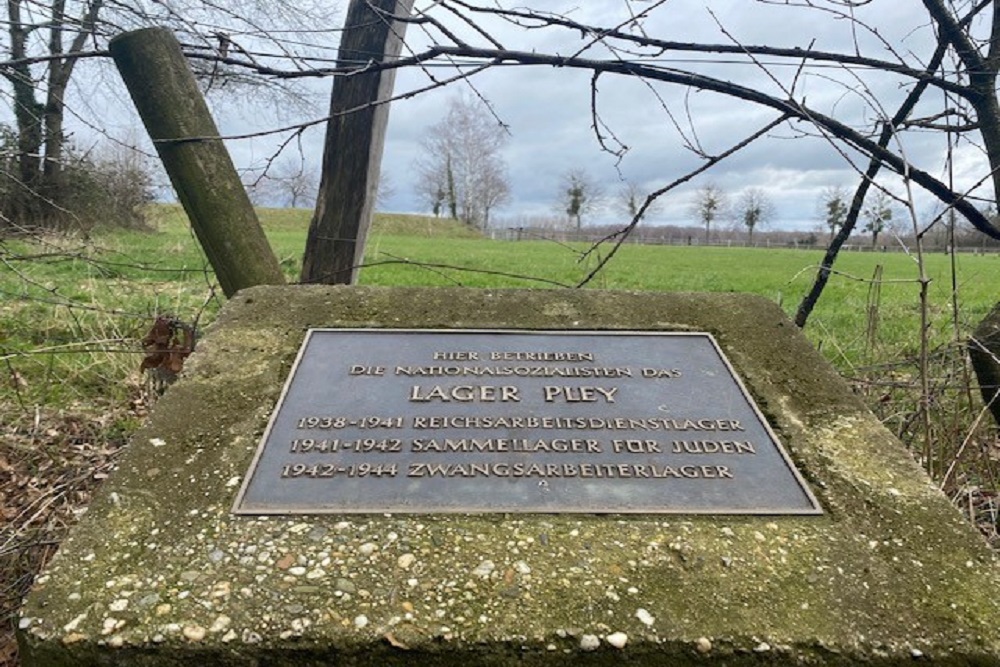 HIER BETRIEBEN
DIE NATIONALSOZIALISTEN DAS
LAGER PLEY
1938-1941 REICHSARBEITSDIENSTLAGER
1941-1942 SAMMELLAGER FÜR JUDEN
1942-1944 ZWANGSARBEITERLAGER